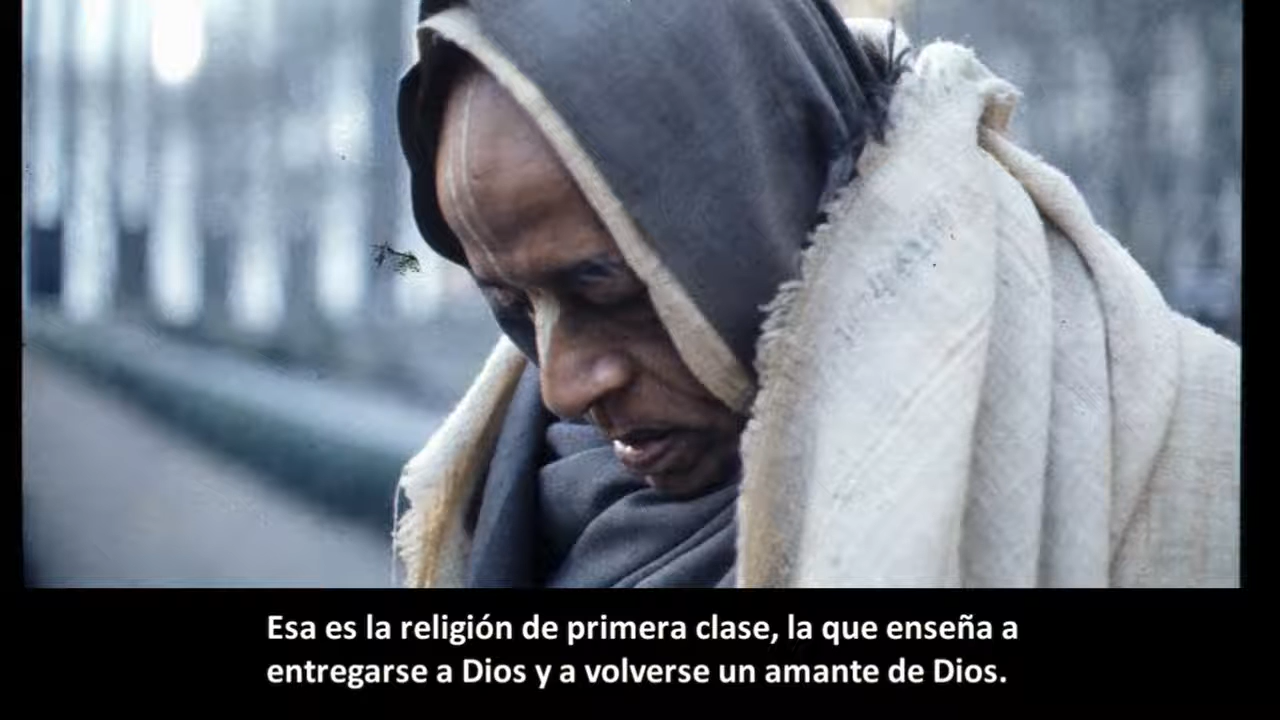 Esa es la religión de primera clase, la que enseña a
entregarse a Dios y a volverse un amante de Dios.